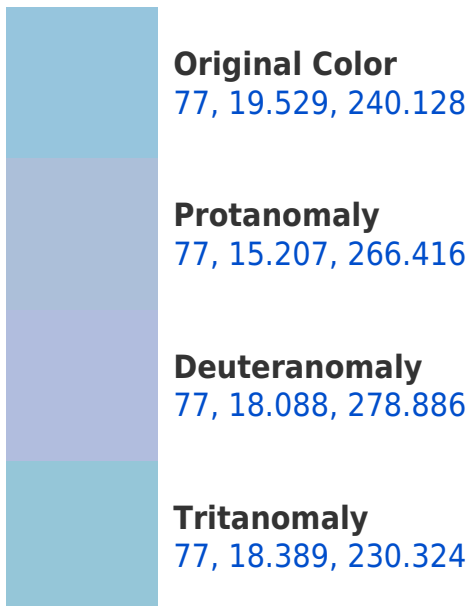 Original Color
77, 19.529, 240.128
Protanomaly
77, 15.207, 266.416
Deuteranomaly
77, 18.088, 278.886
Tritanomaly
77, 18.389, 230.324